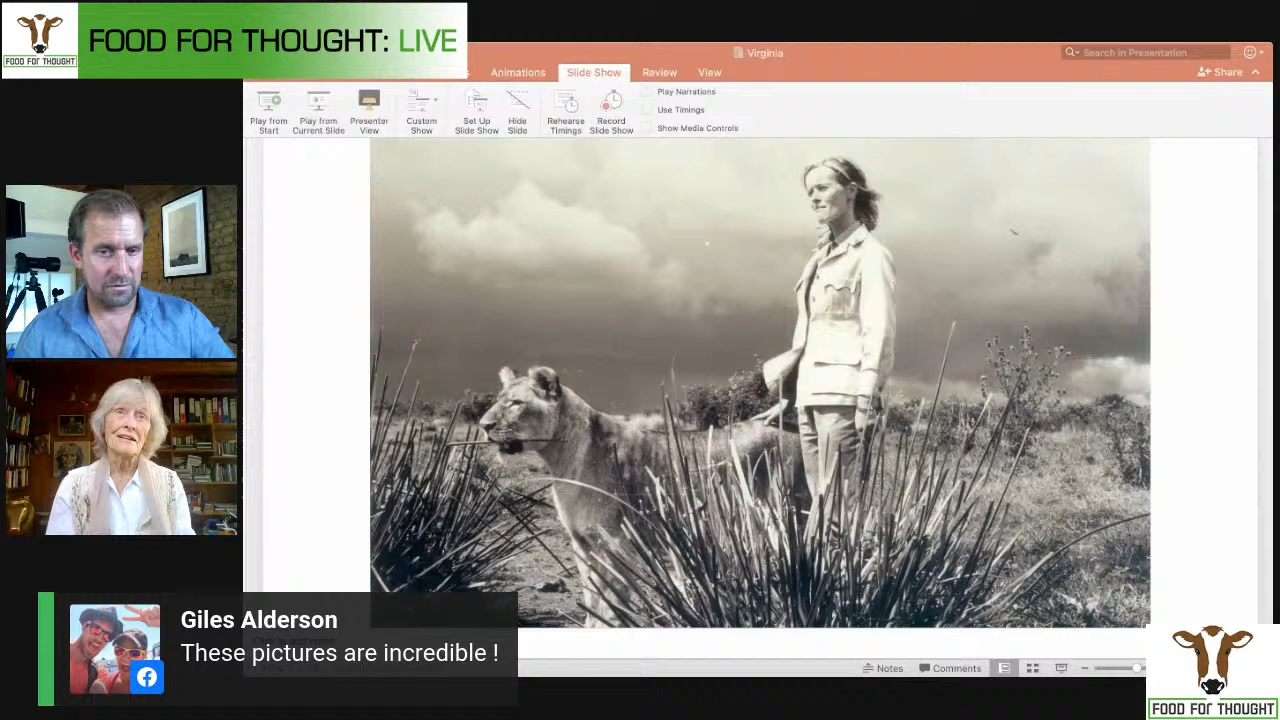 FOOD FOR THOUGHT
FOOD FOR THOUGHT: LIVE
Virginia
Search in Presentation
Animations
Slide Show
Review
View
Share
Play from
Start
Play from
Current Slide
Presenter
View
Custom
Show
Set Up
Slide Show
Hide
Slide
Rehearse
Timings
Record
Slide Show
Play Narrations
Use Timings
Show Media Controls
Giles Alderson
These pictures are incredible !
Notes
Comments
FOOD FOR THOUGHT